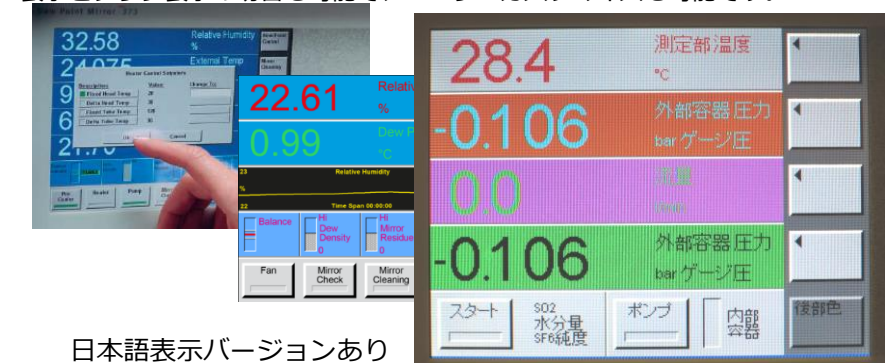 32.58
Relative Humidity
%
External Temp
Heater Control Setpoints
Description
Value
Change To:
Fixed Head Temp
Delta Head Temp
Fixed Tube Temp
Delta Tube Temp
Cancel
Heater
Pump
22.61
%
0.99
°C
23
Relative Humidity
%
22
Time Span 00:00:00
Balance
Hi
Dew
Density
0
Hi
Mirror
Residue
0
Fan
Mirror
Check
Mirror
Cleaning
28.4
測定部温度
°C
-0.106
外部容器圧力
bar ゲージ圧
0.0
流量
-0.106
外部容器圧力
bar ゲージ圧
スタート
SO2
水分量
SF6純度
ポンプ
内部
容器
後部色
日本語表示バージョンあり